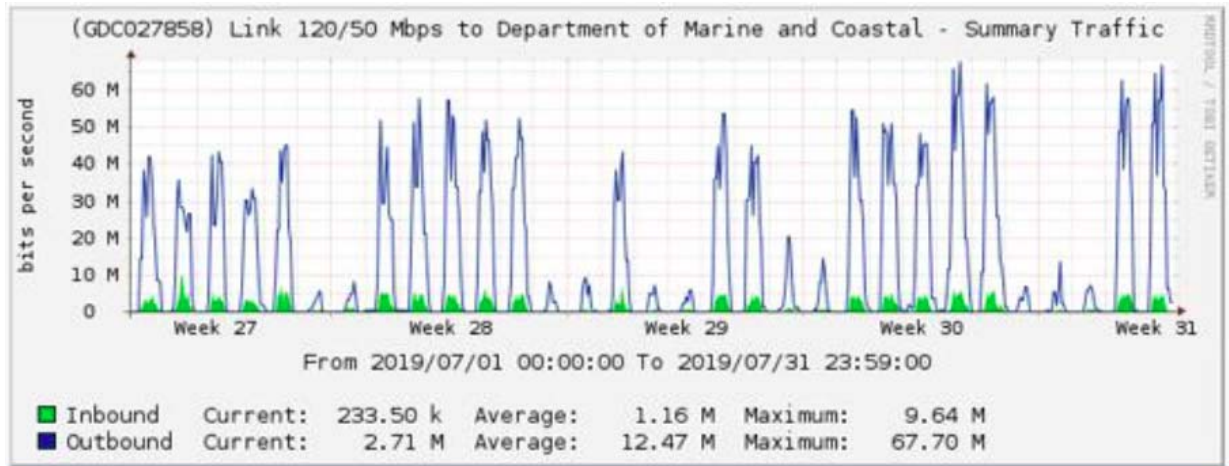 (GDC027858) Link 120/50 Mbps to Department of Marine and Coastal - Summary Traffic
RRDTOOL / TOBI OETIKER
bits per second
60 M
50 M
40 M
30 M
20 M
10 M
0
Week 27 Week 28 Week 29 Week 30 Week 31
From 2019/07/01 00:00:00 To 2019/07/31 23:59:00
Inbound Current: 233.50 k Average: 1.16 M Maximum: 9.64 M
Outbound Current: 2.71 M Average: 12.47 M Maximum: 67.70 M